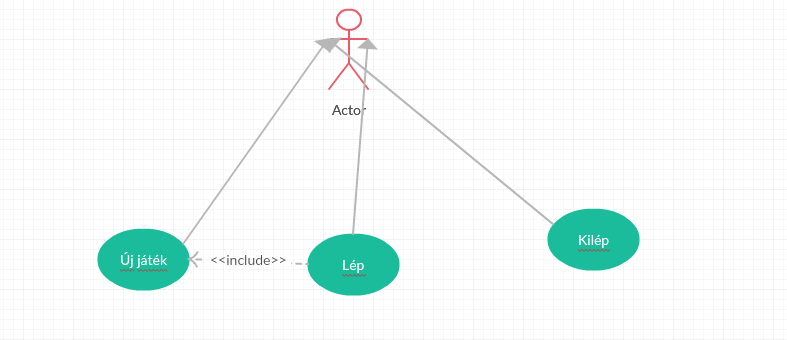 Actor
Új játék
<<include>>
Lép
Kilép